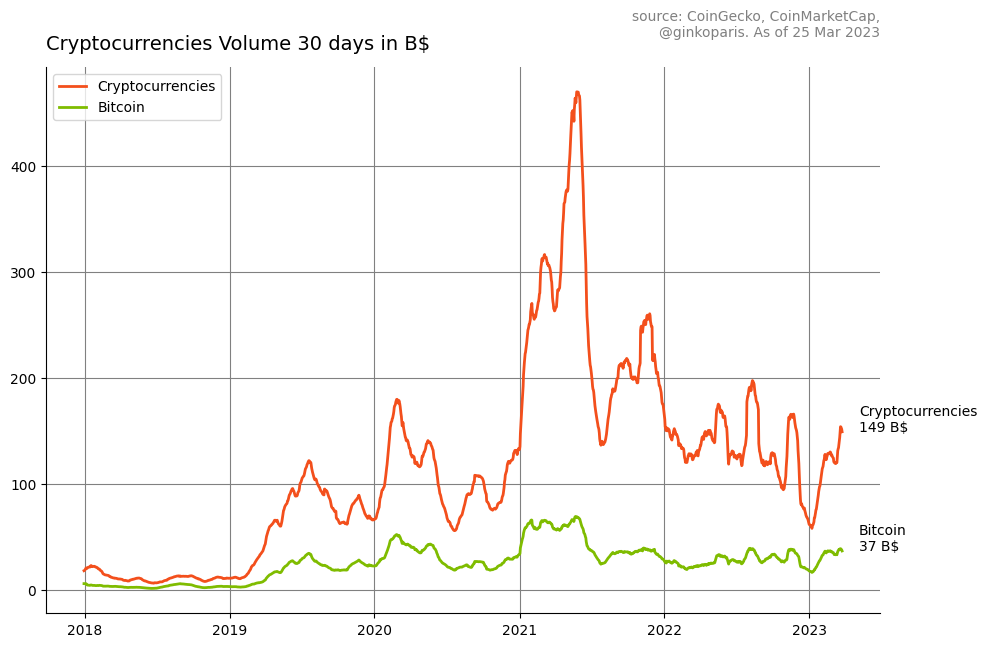 source: CoinGecko, CoinMarketCap,
@ginkoparis. As of 25 Mar 2023
Cryptocurrencies Volume 30 days in B$
Cryptocurrencies
Bitcoin
400
300
200
100
0
Cryptocurrencies
149 B$
Bitcoin
37 B$
2018
2019
2020
2021
2022
2023